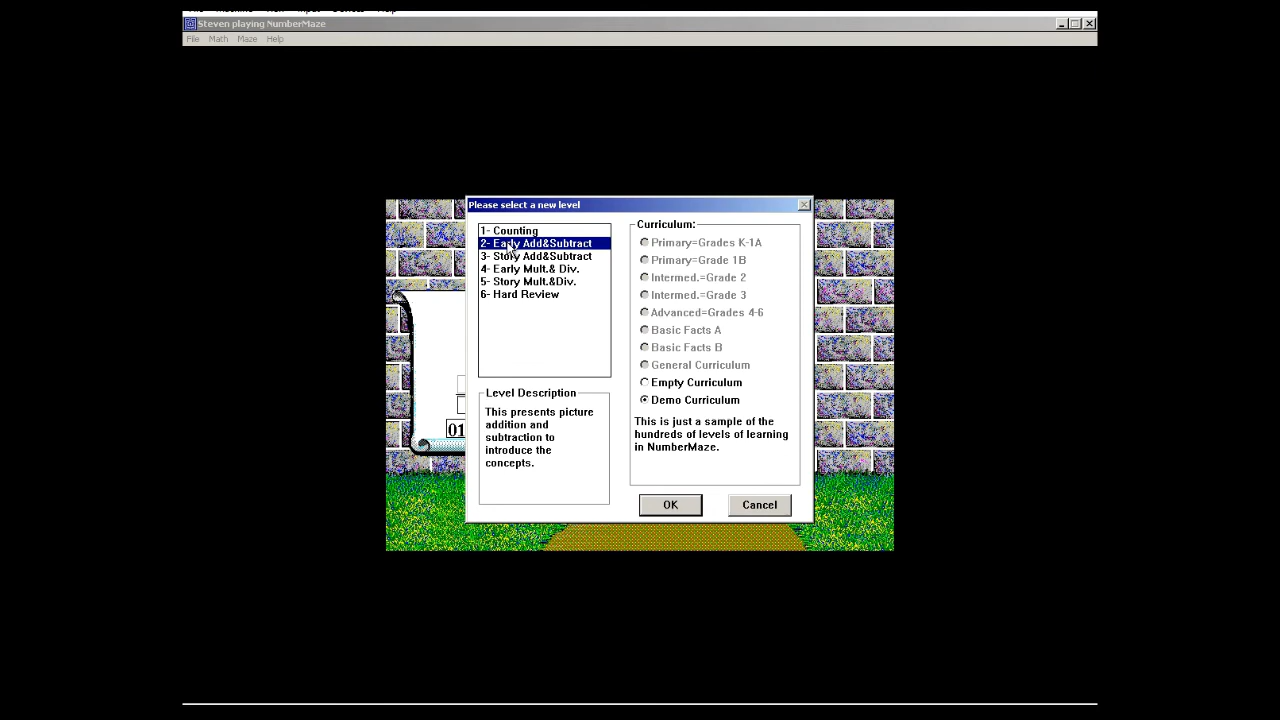 Steven playing NumberMaze
File Math Maze Help
Please select a new level
1- Counting
2- Early Add&Subtract
3- Story Add&Subtract
4- Early Mult.& Div.
5- Story Mult.&Div.
6- Hard Review
Level Description
This presents picture
addition and
subtraction to
introduce the
concepts.
Curriculum:
Primary=Grades K-1A
Primary=Grade 1B
Intermed.=Grade 2
Intermed.=Grade 3
Advanced=Grades 4-6
Basic Facts A
Basic Facts B
General Curriculum
Empty Curriculum
Demo Curriculum
This is just a sample of the
hundreds of levels of learning
in NumberMaze.
OK Cancel
01